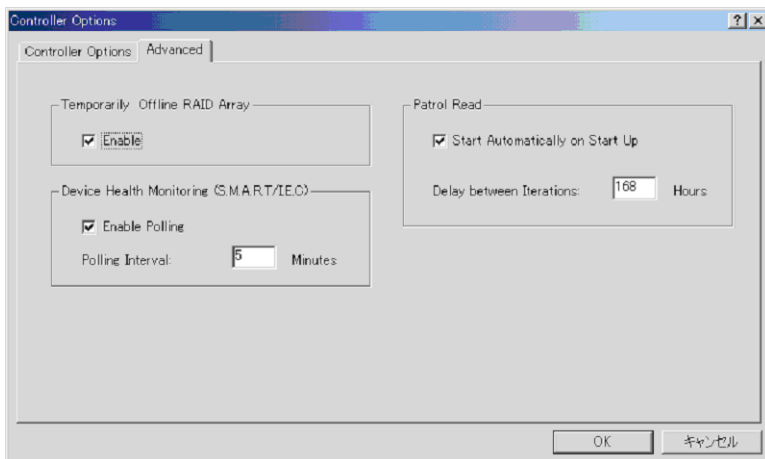 Controller Options
Controller Options
Advanced
Temporarily Offline RAID Array
Enable
Device Health Monitoring (S.M.A.R.T/I.E.C)
Enable Polling
Polling Interval: 5 Minutes
Patrol Read
Start Automatically on Start Up
Delay between Iterations: 168 Hours
OK
キャンセル